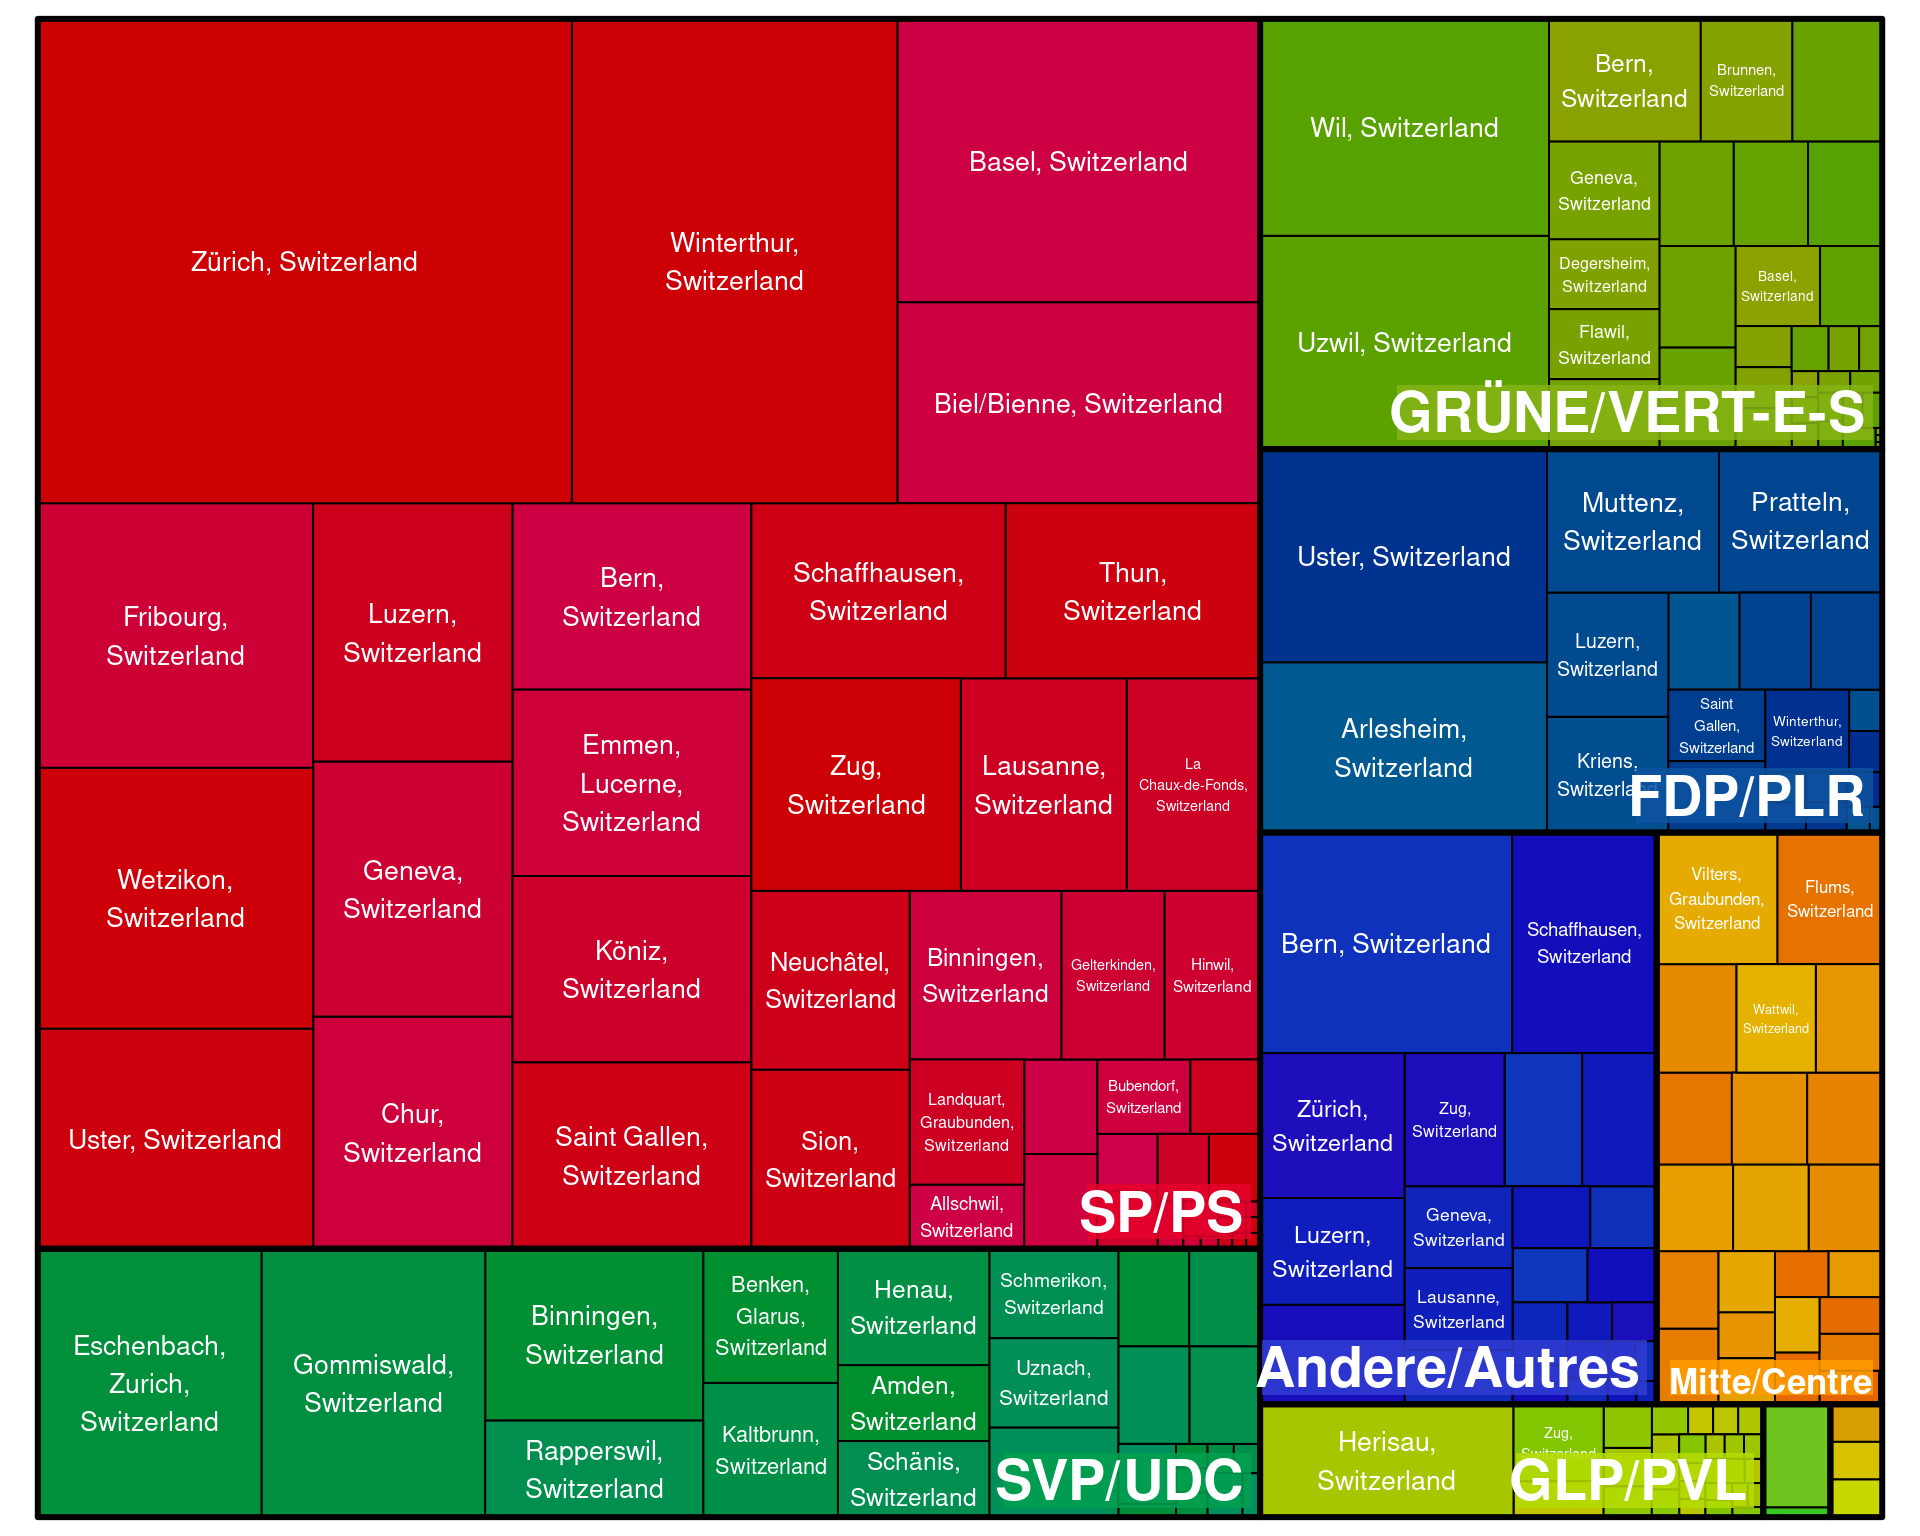 Zürich, Switzerland
Winterthur,
Switzerland
Basel, Switzerland
Biel/Bienne, Switzerland
Fribourg,
Switzerland
Luzern,
Switzerland
Bern,
Switzerland
Schaffhausen,
Switzerland
Thun,
Switzerland
Emmen,
Lucerne,
Switzerland
Zug,
Switzerland
Lausanne,
Switzerland
La
Chaux-de-Fonds,
Switzerland
Wetzikon,
Switzerland
Geneva,
Switzerland
Köniz,
Switzerland
Neuchâtel,
Switzerland
Binningen,
Switzerland
Gelterkinden,
Switzerland
Hinwil,
Switzerland
Uster, Switzerland
Chur,
Switzerland
Saint Gallen,
Switzerland
Sion,
Switzerland
Landquart,
Graubunden,
Switzerland
Bubendorf,
Switzerland
Allschwil,
Switzerland
SP/PS
Eschenbach,
Zurich,
Switzerland
Gommiswald,
Switzerland
Binningen,
Switzerland
Rapperswil,
Switzerland
Benken,
Glarus,
Switzerland
Kaltbrunn,
Switzerland
Henau,
Switzerland
Amden,
Switzerland
Schänis,
Switzerland
Schmerikon,
Switzerland
Uznach,
Switzerland
SVP/UDC
Wil, Switzerland
Uzwil, Switzerland
Bern,
Switzerland
Brunnen,
Switzerland
Geneva,
Switzerland
Degersheim,
Switzerland
Flawil,
Switzerland
Basel,
Switzerland
GRÜNE/VERT-E-S
Uster, Switzerland
Arlesheim,
Switzerland
Muttenz,
Switzerland
Pratteln,
Switzerland
Luzern,
Switzerland
Kriens,
Switzerland
Saint
Gallen,
Switzerland
Winterthur,
Switzerland
FDP/PLR
Bern, Switzerland
Schaffhausen,
Switzerland
Zürich,
Switzerland
Zug,
Switzerland
Luzern,
Switzerland
Geneva,
Switzerland
Lausanne,
Switzerland
Andere/Autres
Vilters,
Graubunden,
Switzerland
Flums,
Switzerland
Wattwil,
Switzerland
Mitte/Centre
Herisau,
Switzerland
Zug,
Switzerland
GLP/PVL